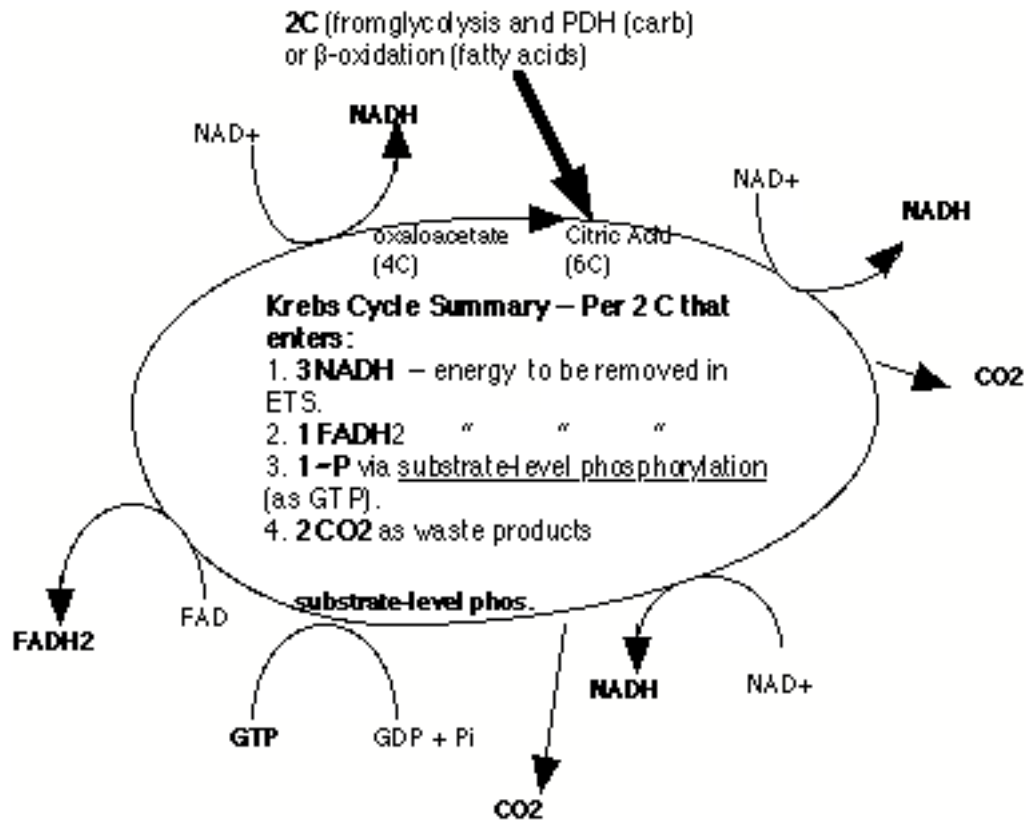 2C (from glycolysis and PDH (carb)
or β-oxidation (fatty acids)
NADH
NAD+
NAD+
NADH
oxaloacetate
(4C)
Citric Acid
(6C)
Krebs Cycle Summary – Per 2 C that
enters:
1. 3 NADH – energy to be removed in
ETS.
2. 1 FADH2 " " "
3. 1 ~P via substrate-level phosphorylation
(as GTP).
4. 2 CO2 as waste products
CO2
substrate-level phos.
FAD
FADH2
NADH
NAD+
GTP
GDP + Pi
CO2